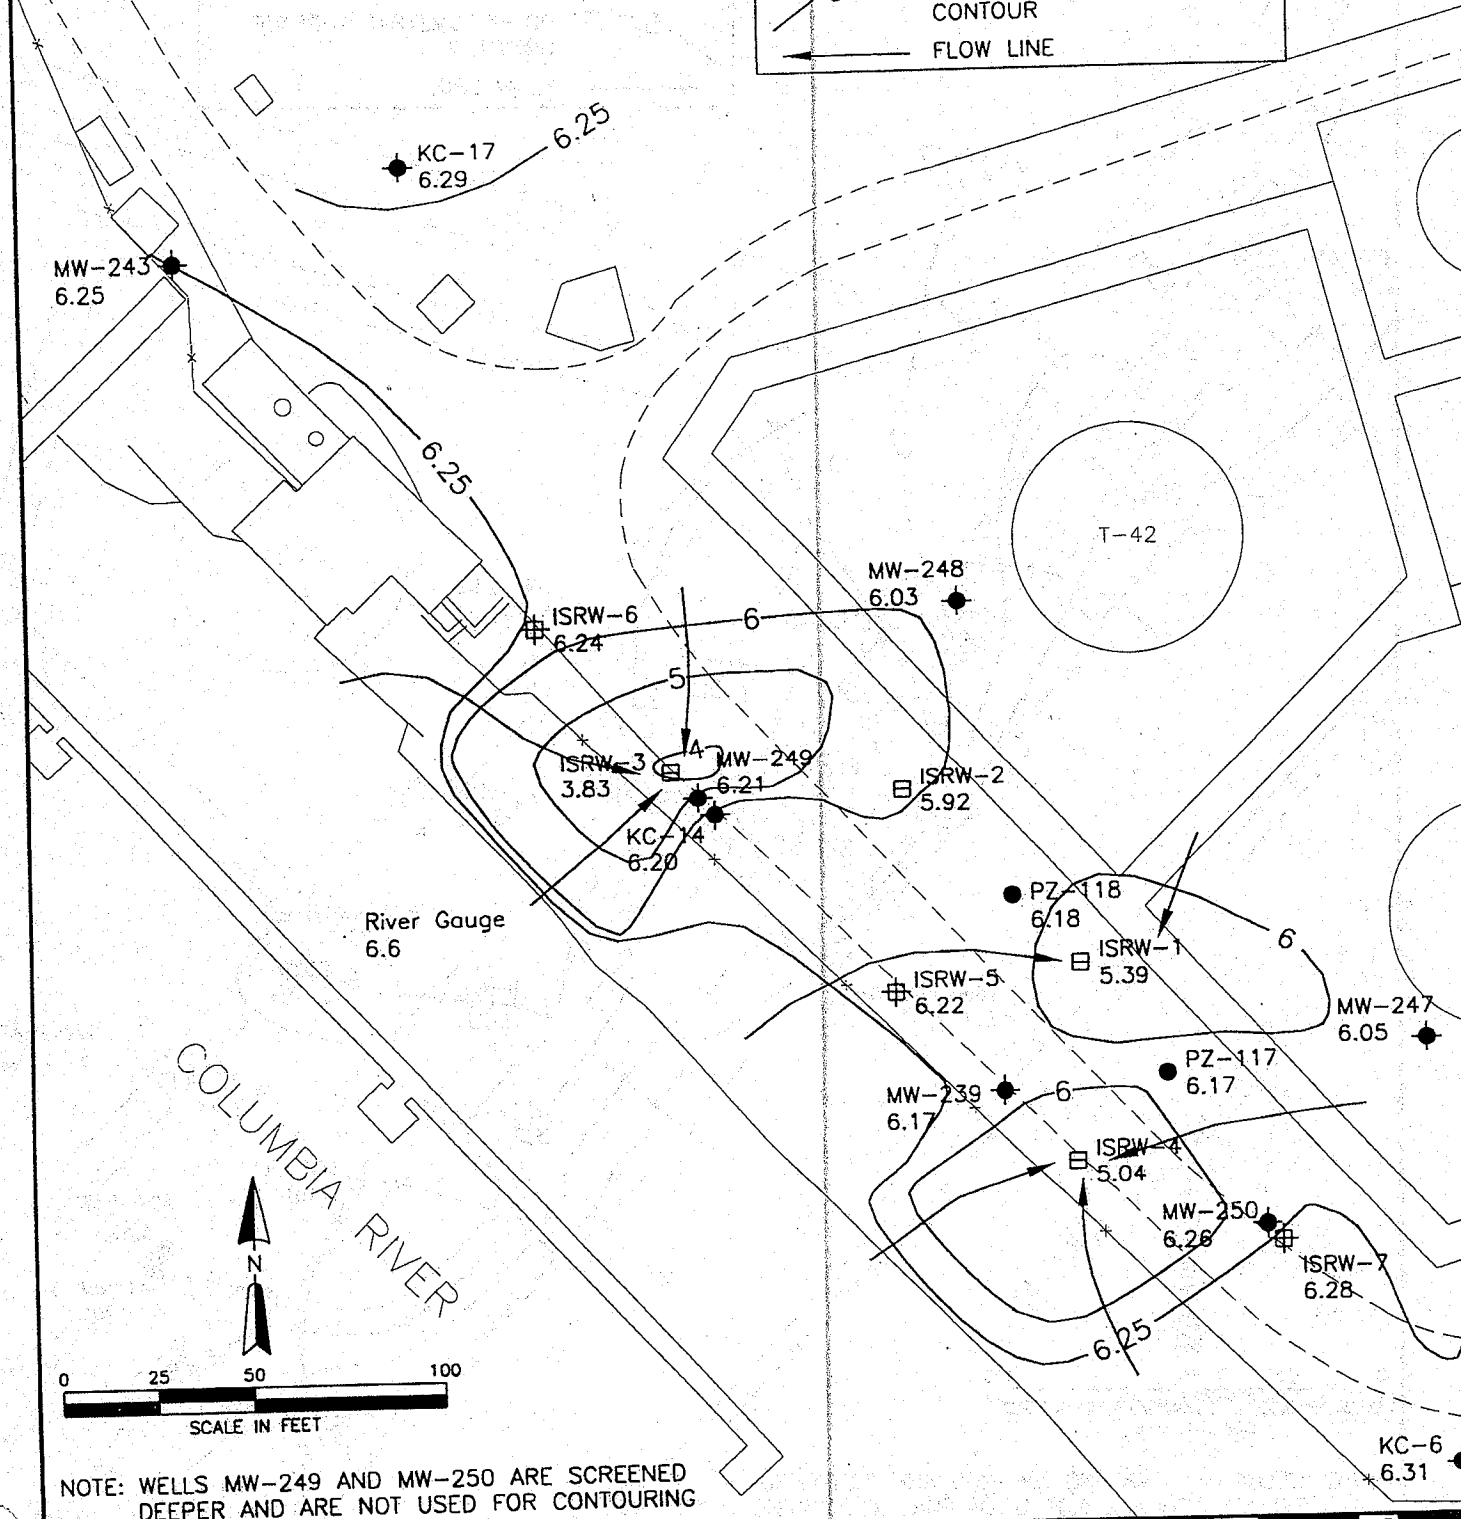 CONTOUR
FLOW LINE
6.25
KC-17
6.29
MW-243
6.25
6.25
T-42
MW-248
6.03
ISRW-6
6.24
6
5
4
ISRW-3
3.83
MW-249
6.21
ISRW-2
5.92
KC-14
6.20
PZ-118
6.18
River Gauge
6.6
6
ISRW-1
5.39
ISRW-5
6.22
MW-247
6.05
PZ-117
6.17
MW-239
6.17
6
ISRW-4
5.04
COLUMBIA RIVER
MW-250
6.26
ISRW-7
6.28
N
6.25
0 25 50 100
SCALE IN FEET
KC-6
6.31
NOTE: WELLS MW-249 AND MW-250 ARE SCREENED
DEEPER AND ARE NOT USED FOR CONTOURING